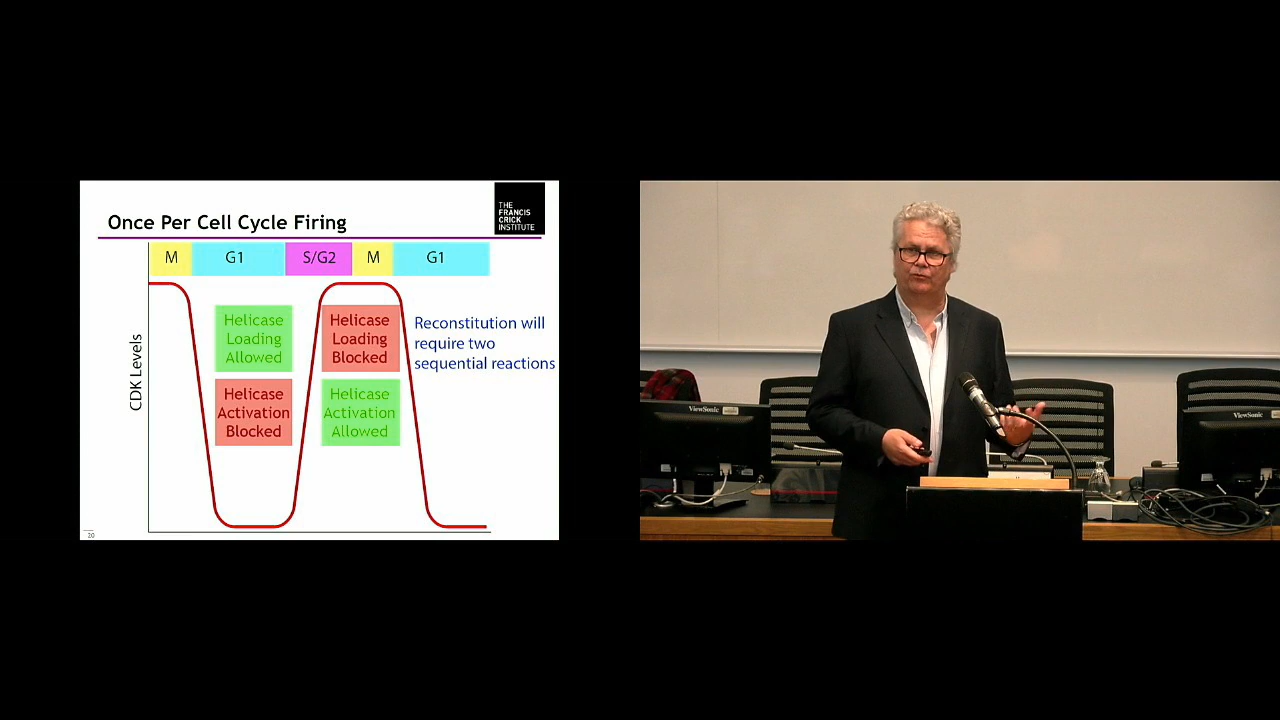 Once Per Cell Cycle Firing
THE
FRANCIS
CRICK
INSTITUTE
M
G1
S/G2
M
G1
CDK Levels
Helicase
Loading
Allowed
Helicase
Loading
Blocked
Reconstitution will
require two
sequential reactions
Helicase
Activation
Blocked
Helicase
Activation
Allowed
20
ViewSonic
ViewSonic